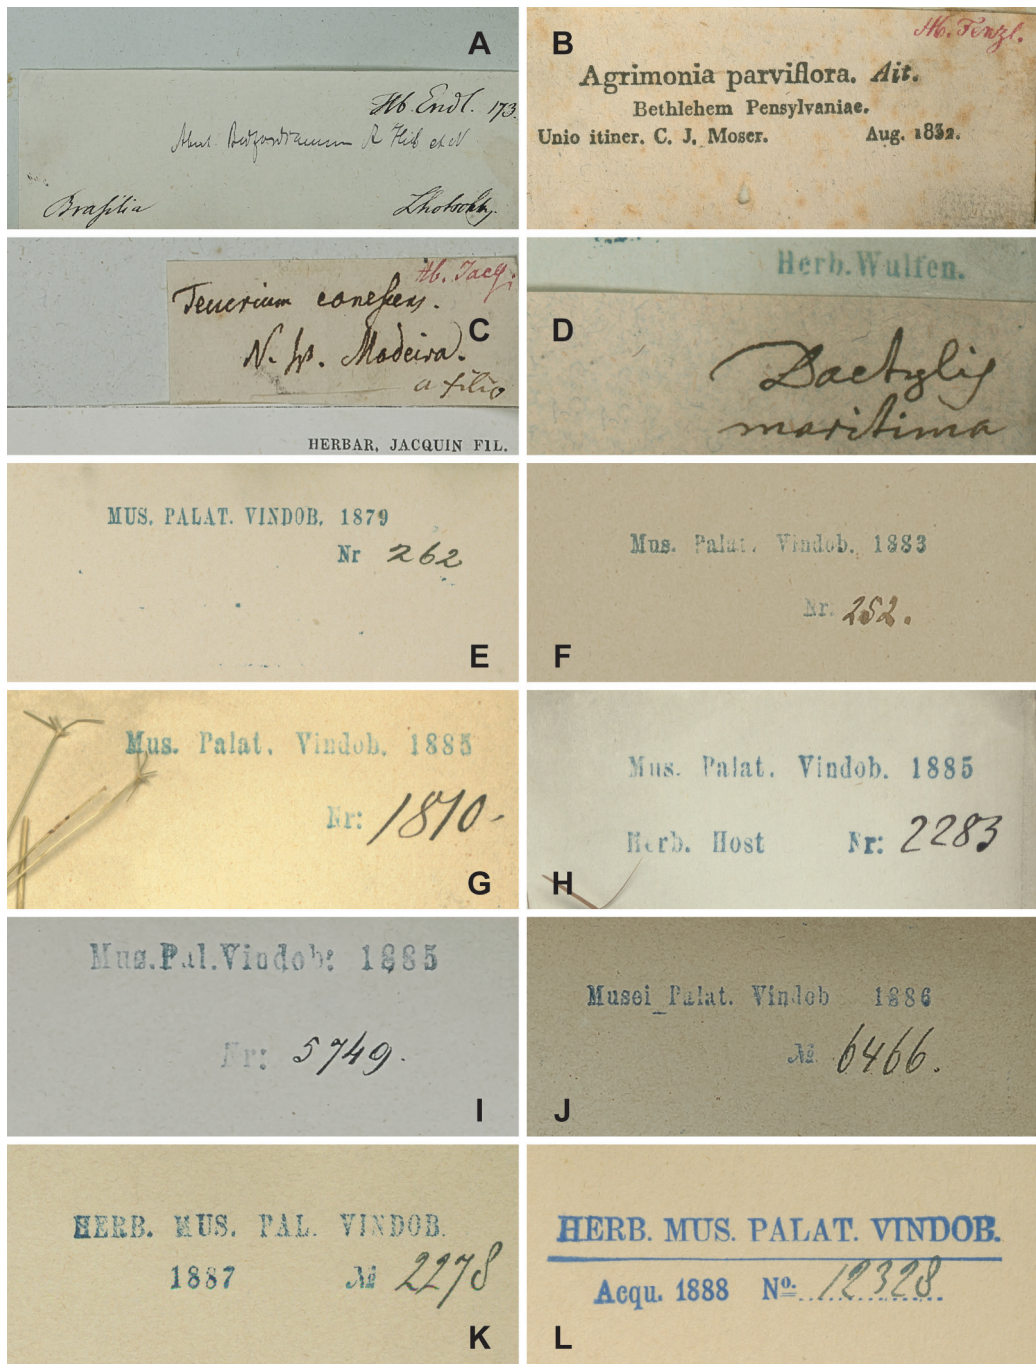 A
Hb Endl. 173.
Abut. Bedfordianum
Brasilia
Lhotsky.
B
Hb. Fenzl.
Agrimonia parviflora. Ait.
Bethlehem Pensylvaniae.
Unio itiner. C. J. Moser. Aug. 1832.
C
Hb. Jacq.
Teucrium canescens.
N. sp. Madeira.
a filio
HERBAR. JACQUIN FIL.
D
Herb. Wulfen.
Dactylis
maritima
MUS. PALAT. VINDOB. 1879
Nr 262
E
Mus. Palat. Vindob. 1883
Nr: 252.
F
Mus. Palat. Vindob. 1885
Nr: 1810.
G
Mus. Palat. Vindob. 1885
Herb. Host Nr: 2283
H
Mus.Pal.Vindob: 1885
Nr: 5749.
I
Musei_Palat. Vindob 1886
№ 6466.
J
HERB. MUS. PAL. VINDOB.
1887 № 2278
K
HERB. MUS. PALAT. VINDOB.
Acqu. 1888 No. 12328
L